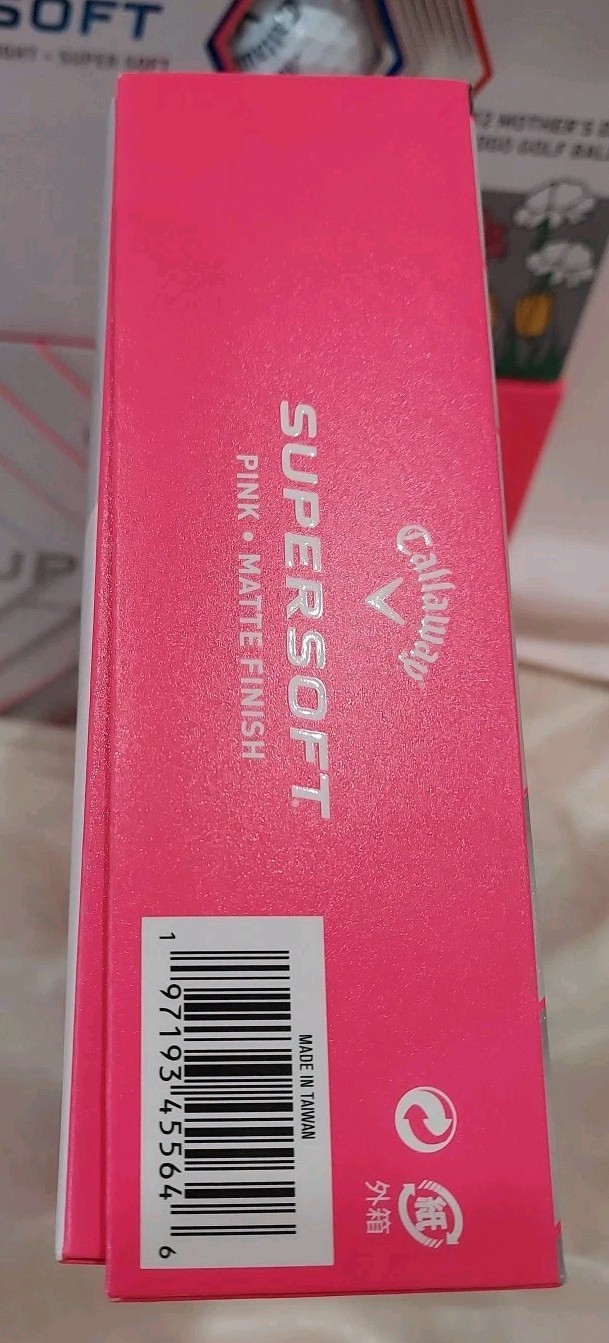 SOFT
SUPER SOFT
MOTHER'S
GOLF
UP
Callaway
SUPERSOFT
PINK • MATTE FINISH
MADE IN TAIWAN
1 97193 45564 6
紙
外箱